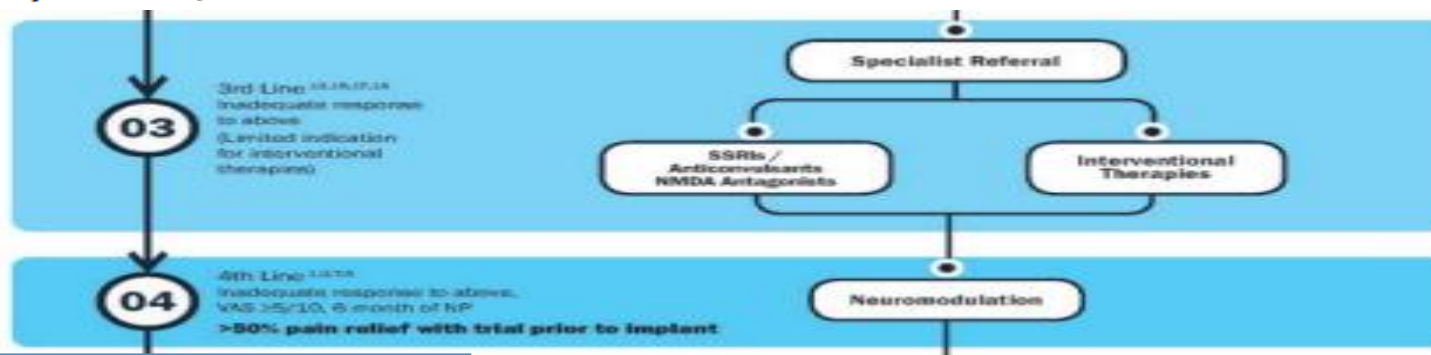 Specialist Referral
03
3rd Line
Inadequate response
to above
(Limited indication
for interventional
therapies)
SSRIs /
Anticonvulsants
NMDA Antagonists
Interventional
Therapies
04
4th Line
Inadequate response to above,
VAS >5/10, 6 month of NP
>50% pain relief with trial prior to implant
Neuromodulation